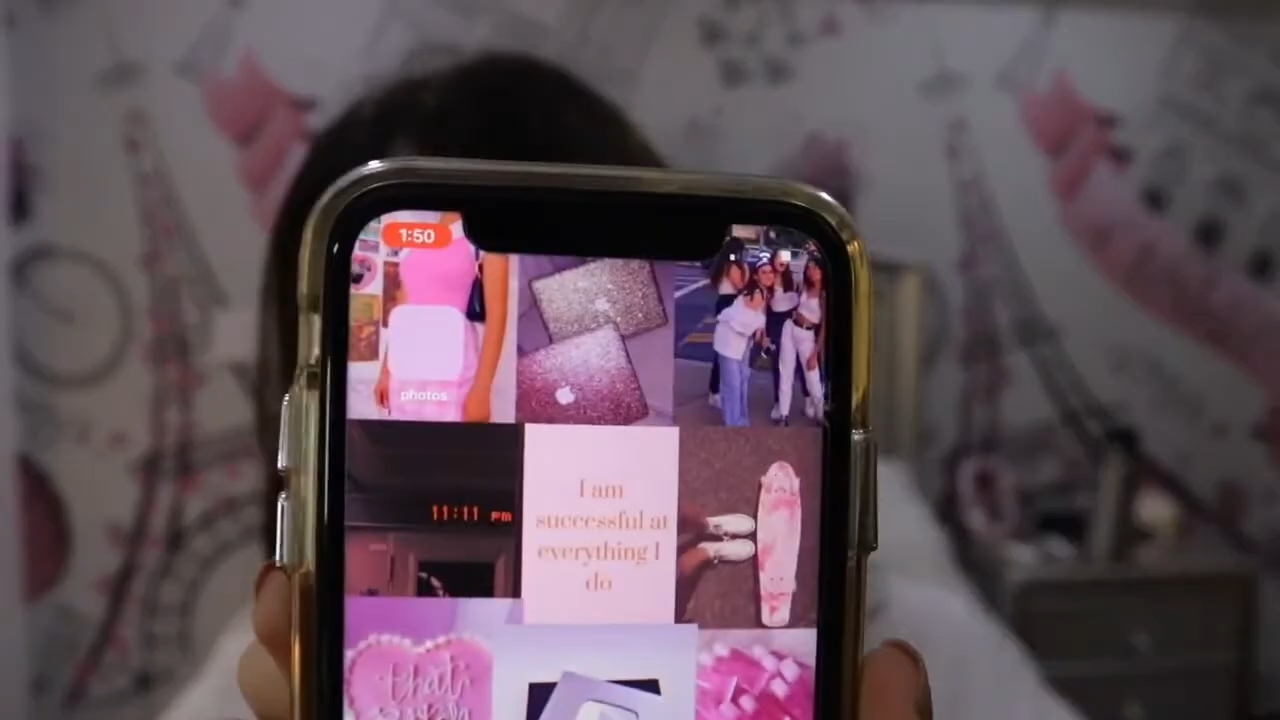 1:50
photos
11:11 PM
I am
successful at
everything I
do
that